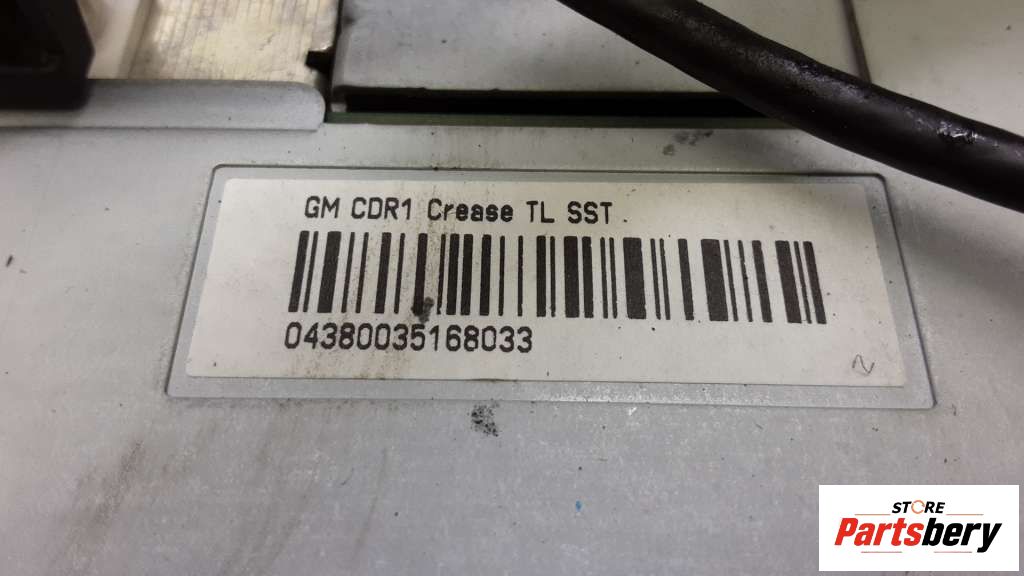 GM CDR1 Crease TL SST
04380035168033
N
STORE
Partsbery